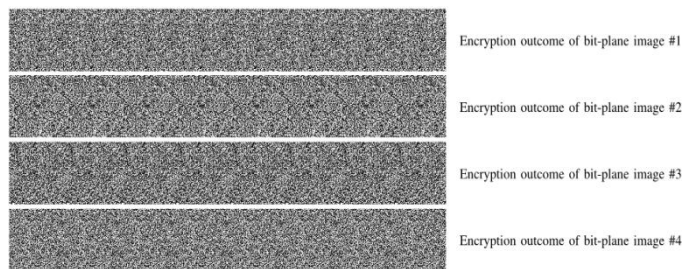 Encryption outcome of bit-plane image #1
Encryption outcome of bit-plane image #2
Encryption outcome of bit-plane image #3
Encryption outcome of bit-plane image #4